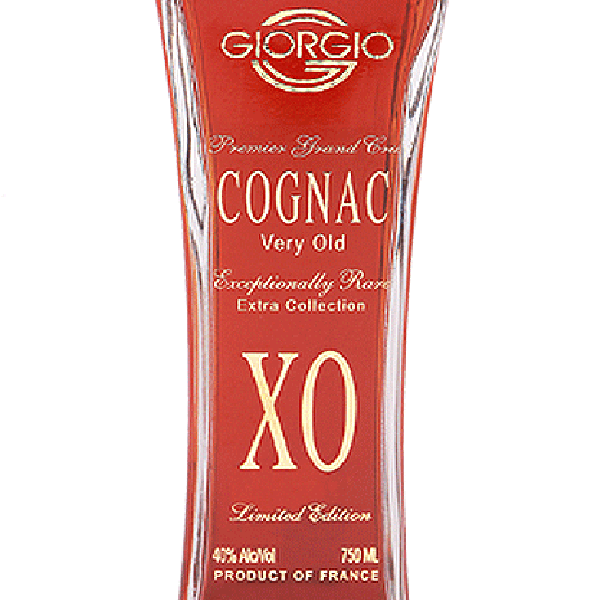 GIORGIO
Premier Grand Cru
COGNAC
Very Old
Exceptionally Rare
Extra Collection
XO
Limited Edition
40% Alc/Vol 750 ML
PRODUCT OF FRANCE